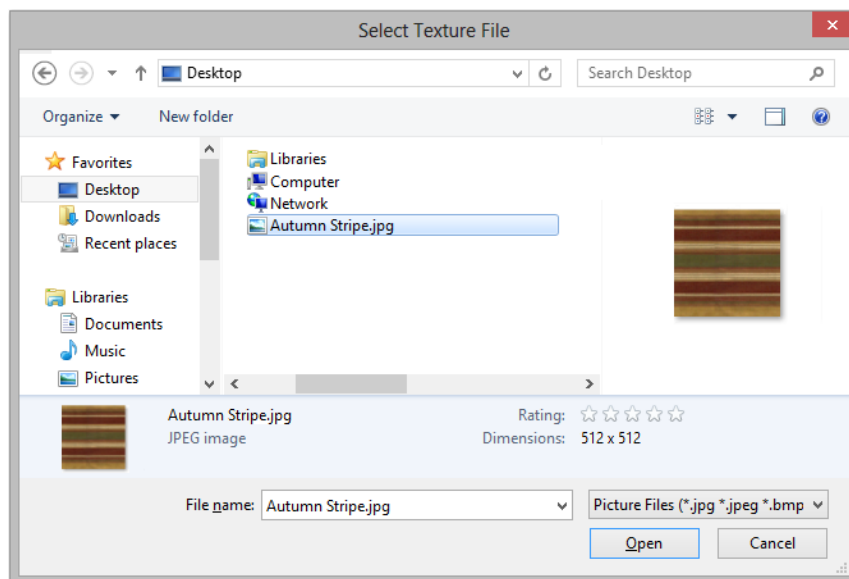 Select Texture File
Desktop
Search Desktop
Organize
New folder
Favorites
Desktop
Downloads
Recent places
Libraries
Documents
Music
Pictures
Libraries
Computer
Network
Autumn Stripe.jpg
Autumn Stripe.jpg
JPEG image
Rating:
Dimensions: 512 x 512
File name: Autumn Stripe.jpg
Picture Files (*.jpg *.jpeg *.bmp
Open
Cancel